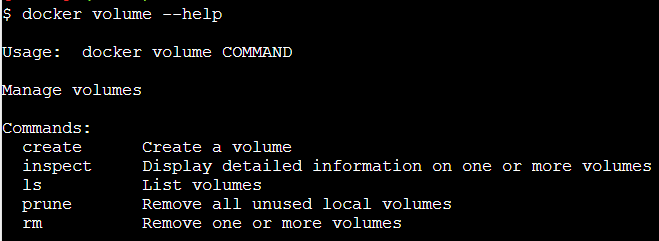 $ docker volume --help
Usage:  docker volume COMMAND
Manage volumes
Commands:
  create      Create a volume
  inspect     Display detailed information on one or more volumes
  ls          List volumes
  prune       Remove all unused local volumes
  rm          Remove one or more volumes